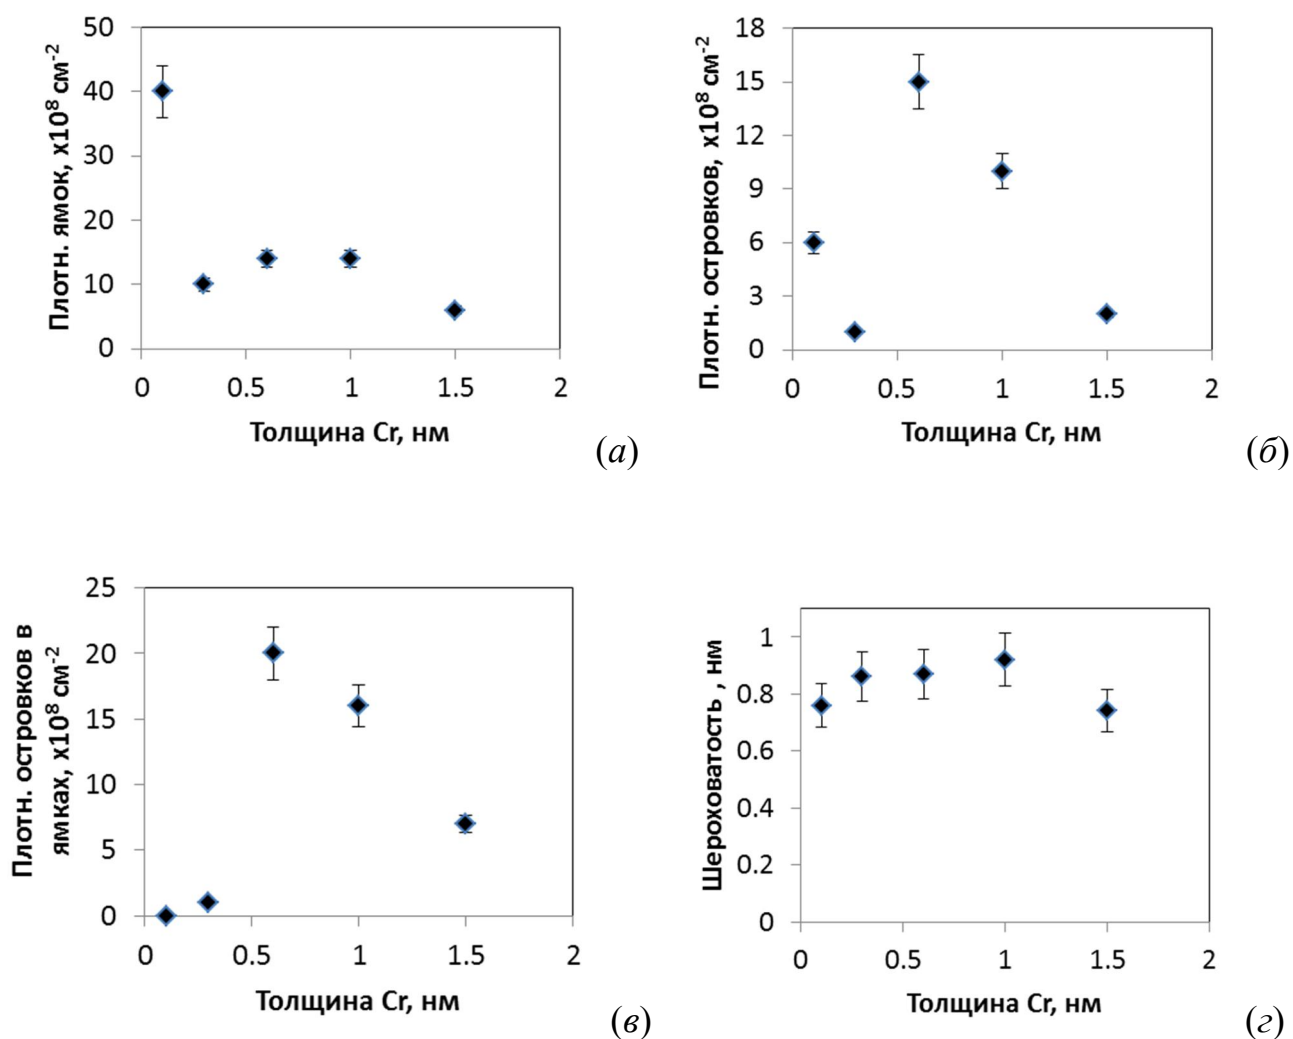 Плотн. ямок, x10⁸ см⁻²
50
40
30
20
10
0
0 0.5 1 1.5 2
Толщина Cr, нм
(а)
Плотн. островков, x10⁸ см⁻²
18
15
12
9
6
3
0
0 0.5 1 1.5 2
Толщина Cr, нм
(б)
Плотн. островков в
ямках, x10⁸ см⁻²
25
20
15
10
5
0
0 0.5 1 1.5 2
Толщина Cr, нм
(в)
Шероховатость , нм
1
0.8
0.6
0.4
0.2
0
0 0.5 1 1.5 2
Толщина Cr, нм
(г)